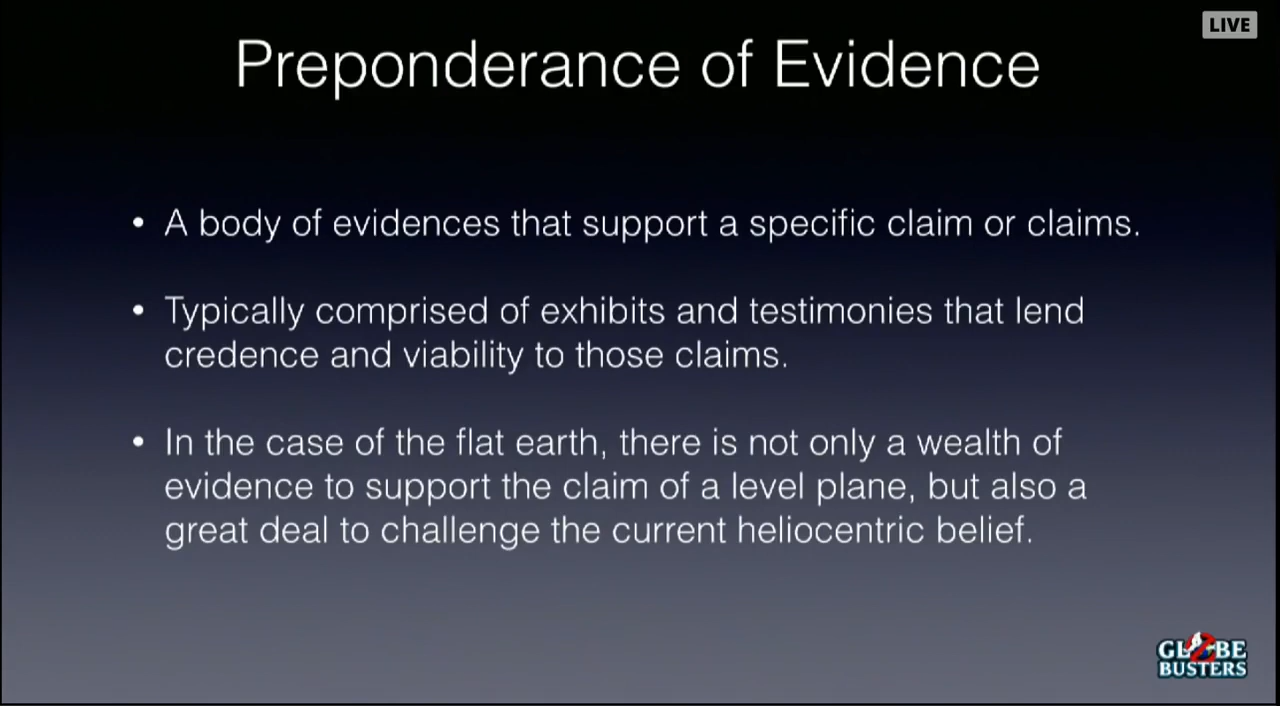 LIVE
Preponderance of Evidence
• A body of evidences that support a specific claim or claims.
• Typically comprised of exhibits and testimonies that lend
credence and viability to those claims.
• In the case of the flat earth, there is not only a wealth of
evidence to support the claim of a level plane, but also a
great deal to challenge the current heliocentric belief.
GLOBE
BUSTERS